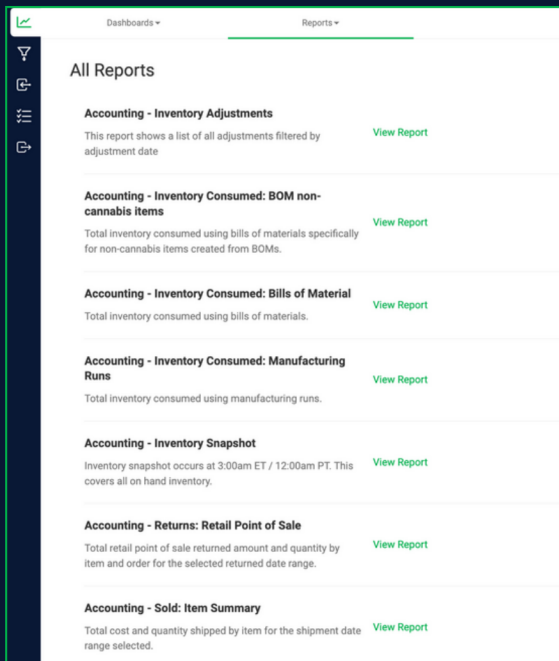 Dashboards
Reports
All Reports
Accounting - Inventory Adjustments
This report shows a list of all adjustments filtered by
adjustment date
View Report
Accounting - Inventory Consumed: BOM non-
cannabis items
Total inventory consumed using bills of materials specifically
for non-cannabis items created from BOMs.
View Report
Accounting - Inventory Consumed: Bills of Material
Total inventory consumed using bills of materials.
View Report
Accounting - Inventory Consumed: Manufacturing
Runs
Total inventory consumed using manufacturing runs.
View Report
Accounting - Inventory Snapshot
Inventory snapshot occurs at 3:00am ET / 12:00am PT. This
covers all on hand inventory.
View Report
Accounting - Returns: Retail Point of Sale
Total retail point of sale returned amount and quantity by
item and order for the selected returned date range.
View Report
Accounting - Sold: Item Summary
Total cost and quantity shipped by item for the shipment date
range selected.
View Report